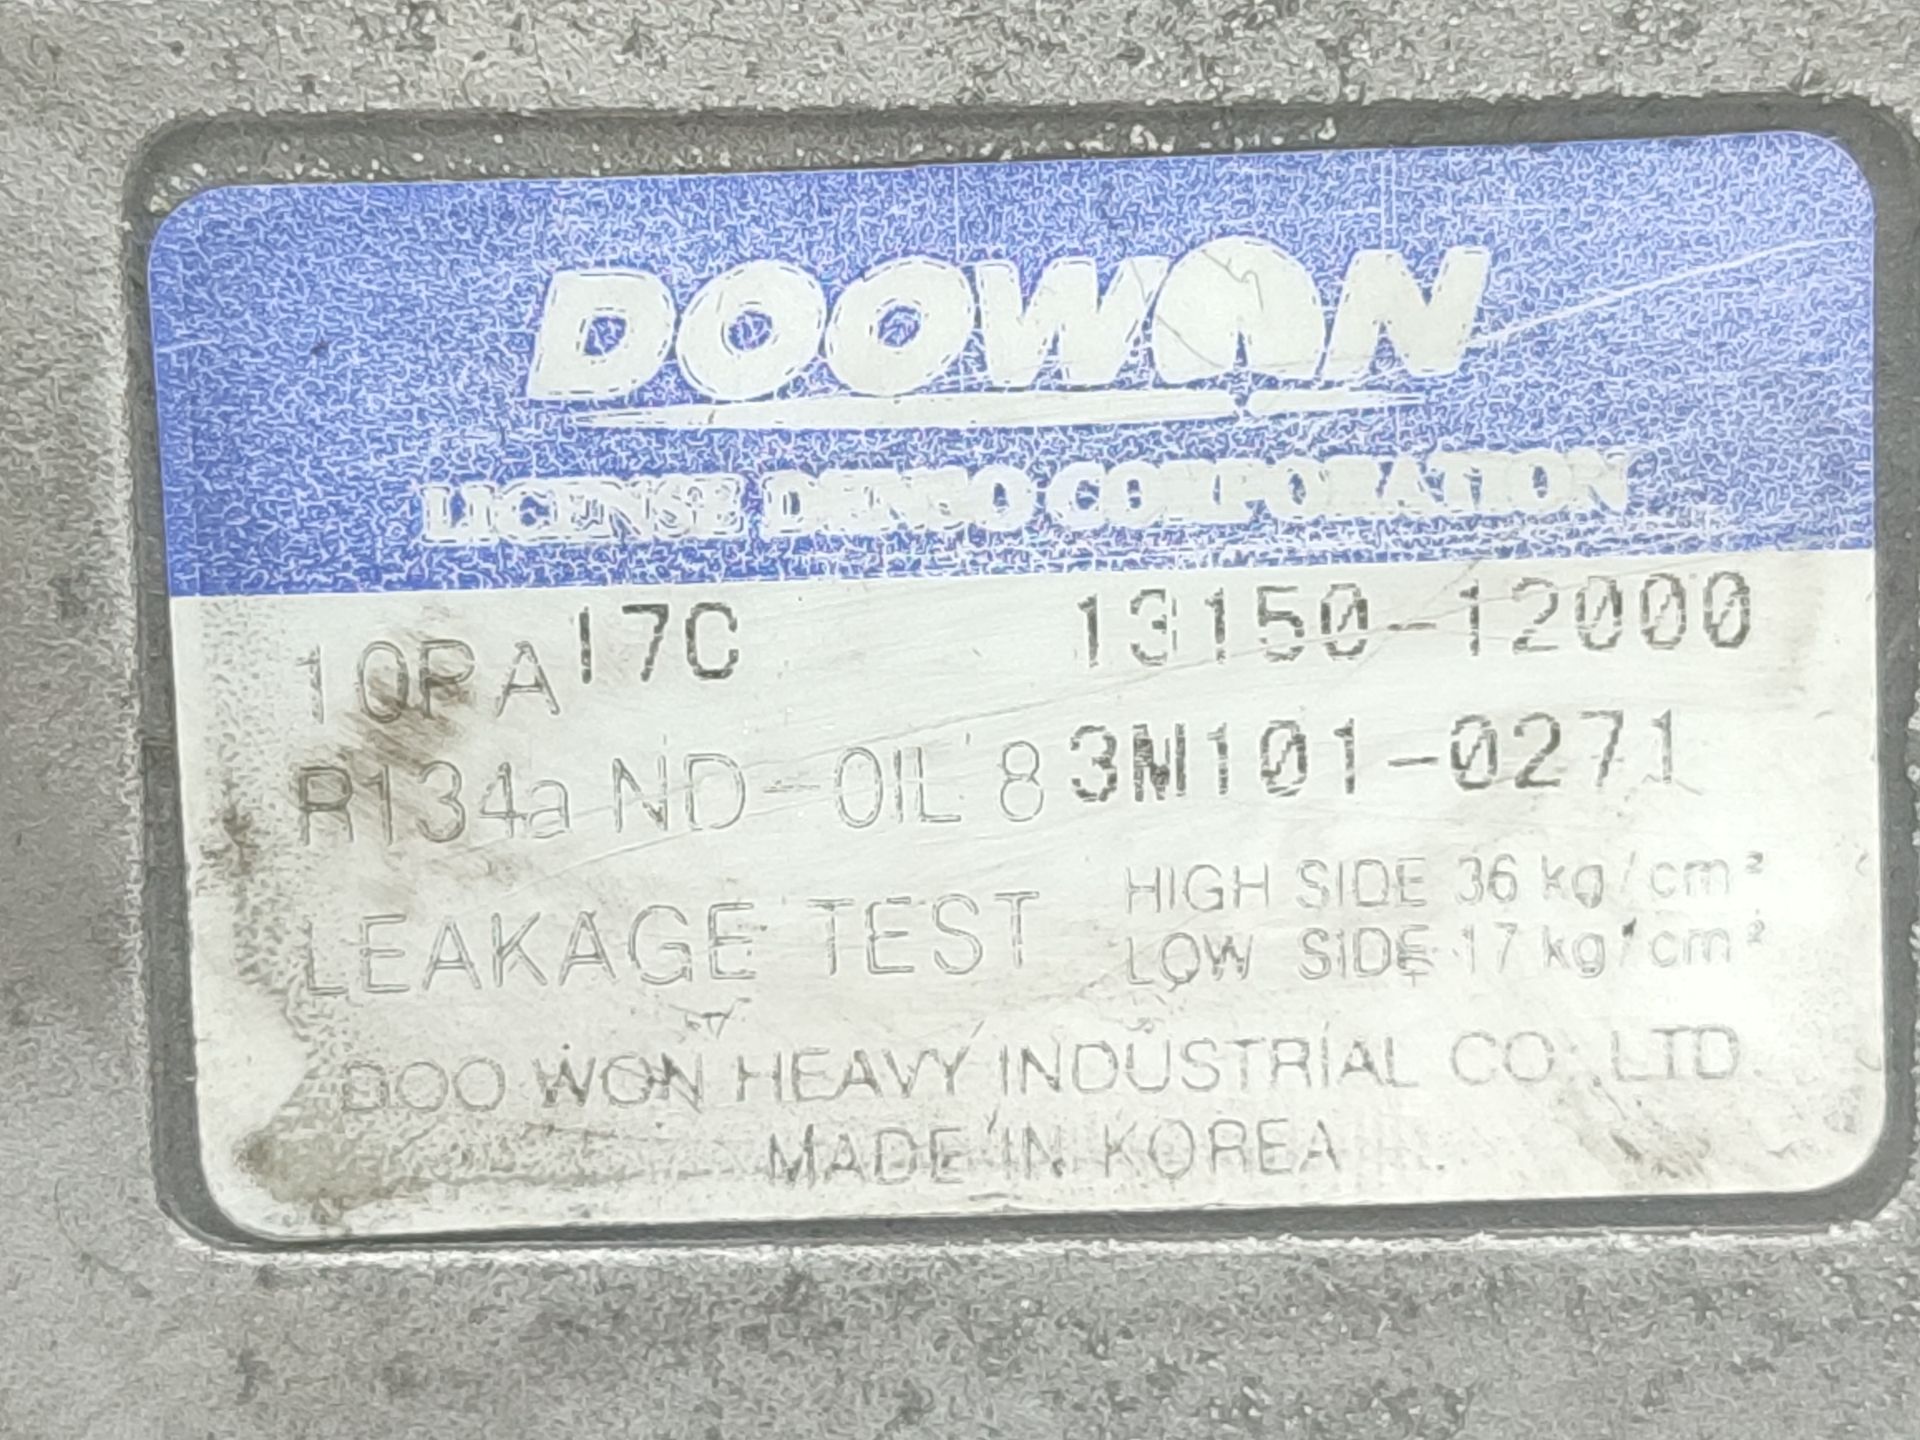 DOOWON
LICENSE DENSO CORPORATION
10PA17C 13150-12000
R134a ND-OIL 8 3M101-0271
LEAKAGE TEST HIGH SIDE 36 kg/cm²
LOW SIDE 17 kg/cm²
DOO WON HEAVY INDUSTRIAL CO. LTD.
MADE IN KOREA